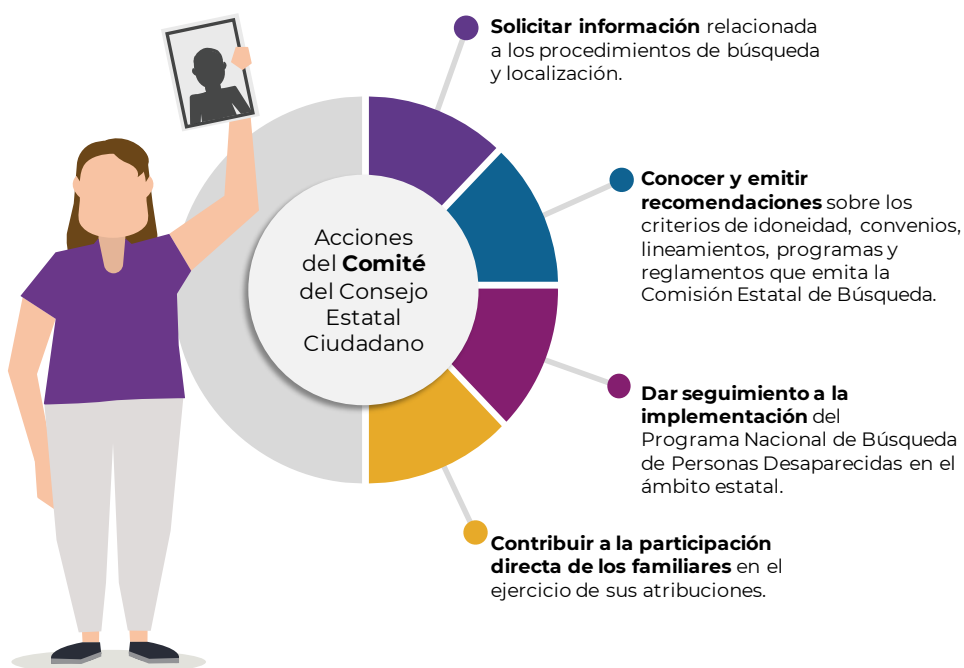 Solicitar información relacionada
a los procedimientos de búsqueda
y localización.
Acciones
del Comité
del Consejo
Estatal
Ciudadano
Conocer y emitir
recomendaciones sobre los
criterios de idoneidad, convenios,
lineamientos, programas y
reglamentos que emita la
Comisión Estatal de Búsqueda.
Dar seguimiento a la
implementación del
Programa Nacional de Búsqueda
de Personas Desaparecidas en el
ámbito estatal.
Contribuir a la participación
directa de los familiares en el
ejercicio de sus atribuciones.